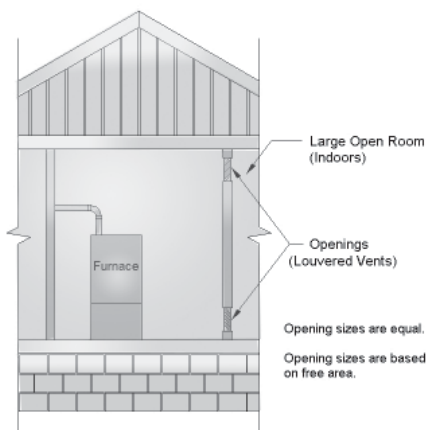 Large Open Room
(Indoors)
Furnace
Openings
(Louvered Vents)
Opening sizes are equal.
Opening sizes are based
on free area.